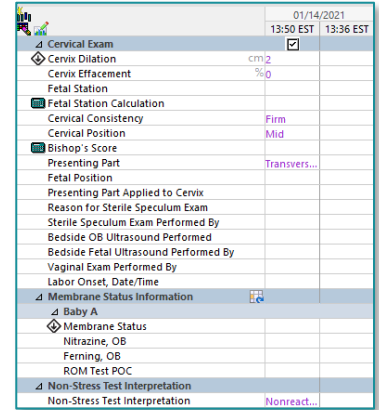 01/14/2021
13:50 EST 13:36 EST
Cervical Exam
Cervix Dilation cm 2
Cervix Effacement % 0
Fetal Station
Fetal Station Calculation
Cervical Consistency Firm
Cervical Position Mid
Bishop's Score
Presenting Part Transvers...
Fetal Position
Presenting Part Applied to Cervix
Reason for Sterile Speculum Exam
Sterile Speculum Exam Performed By
Bedside OB Ultrasound Performed
Bedside Fetal Ultrasound Performed By
Vaginal Exam Performed By
Labor Onset, Date/Time
Membrane Status Information
Baby A
Membrane Status
Nitrazine, OB
Ferning, OB
ROM Test POC
Non-Stress Test Interpretation
Non-Stress Test Interpretation Nonreact...